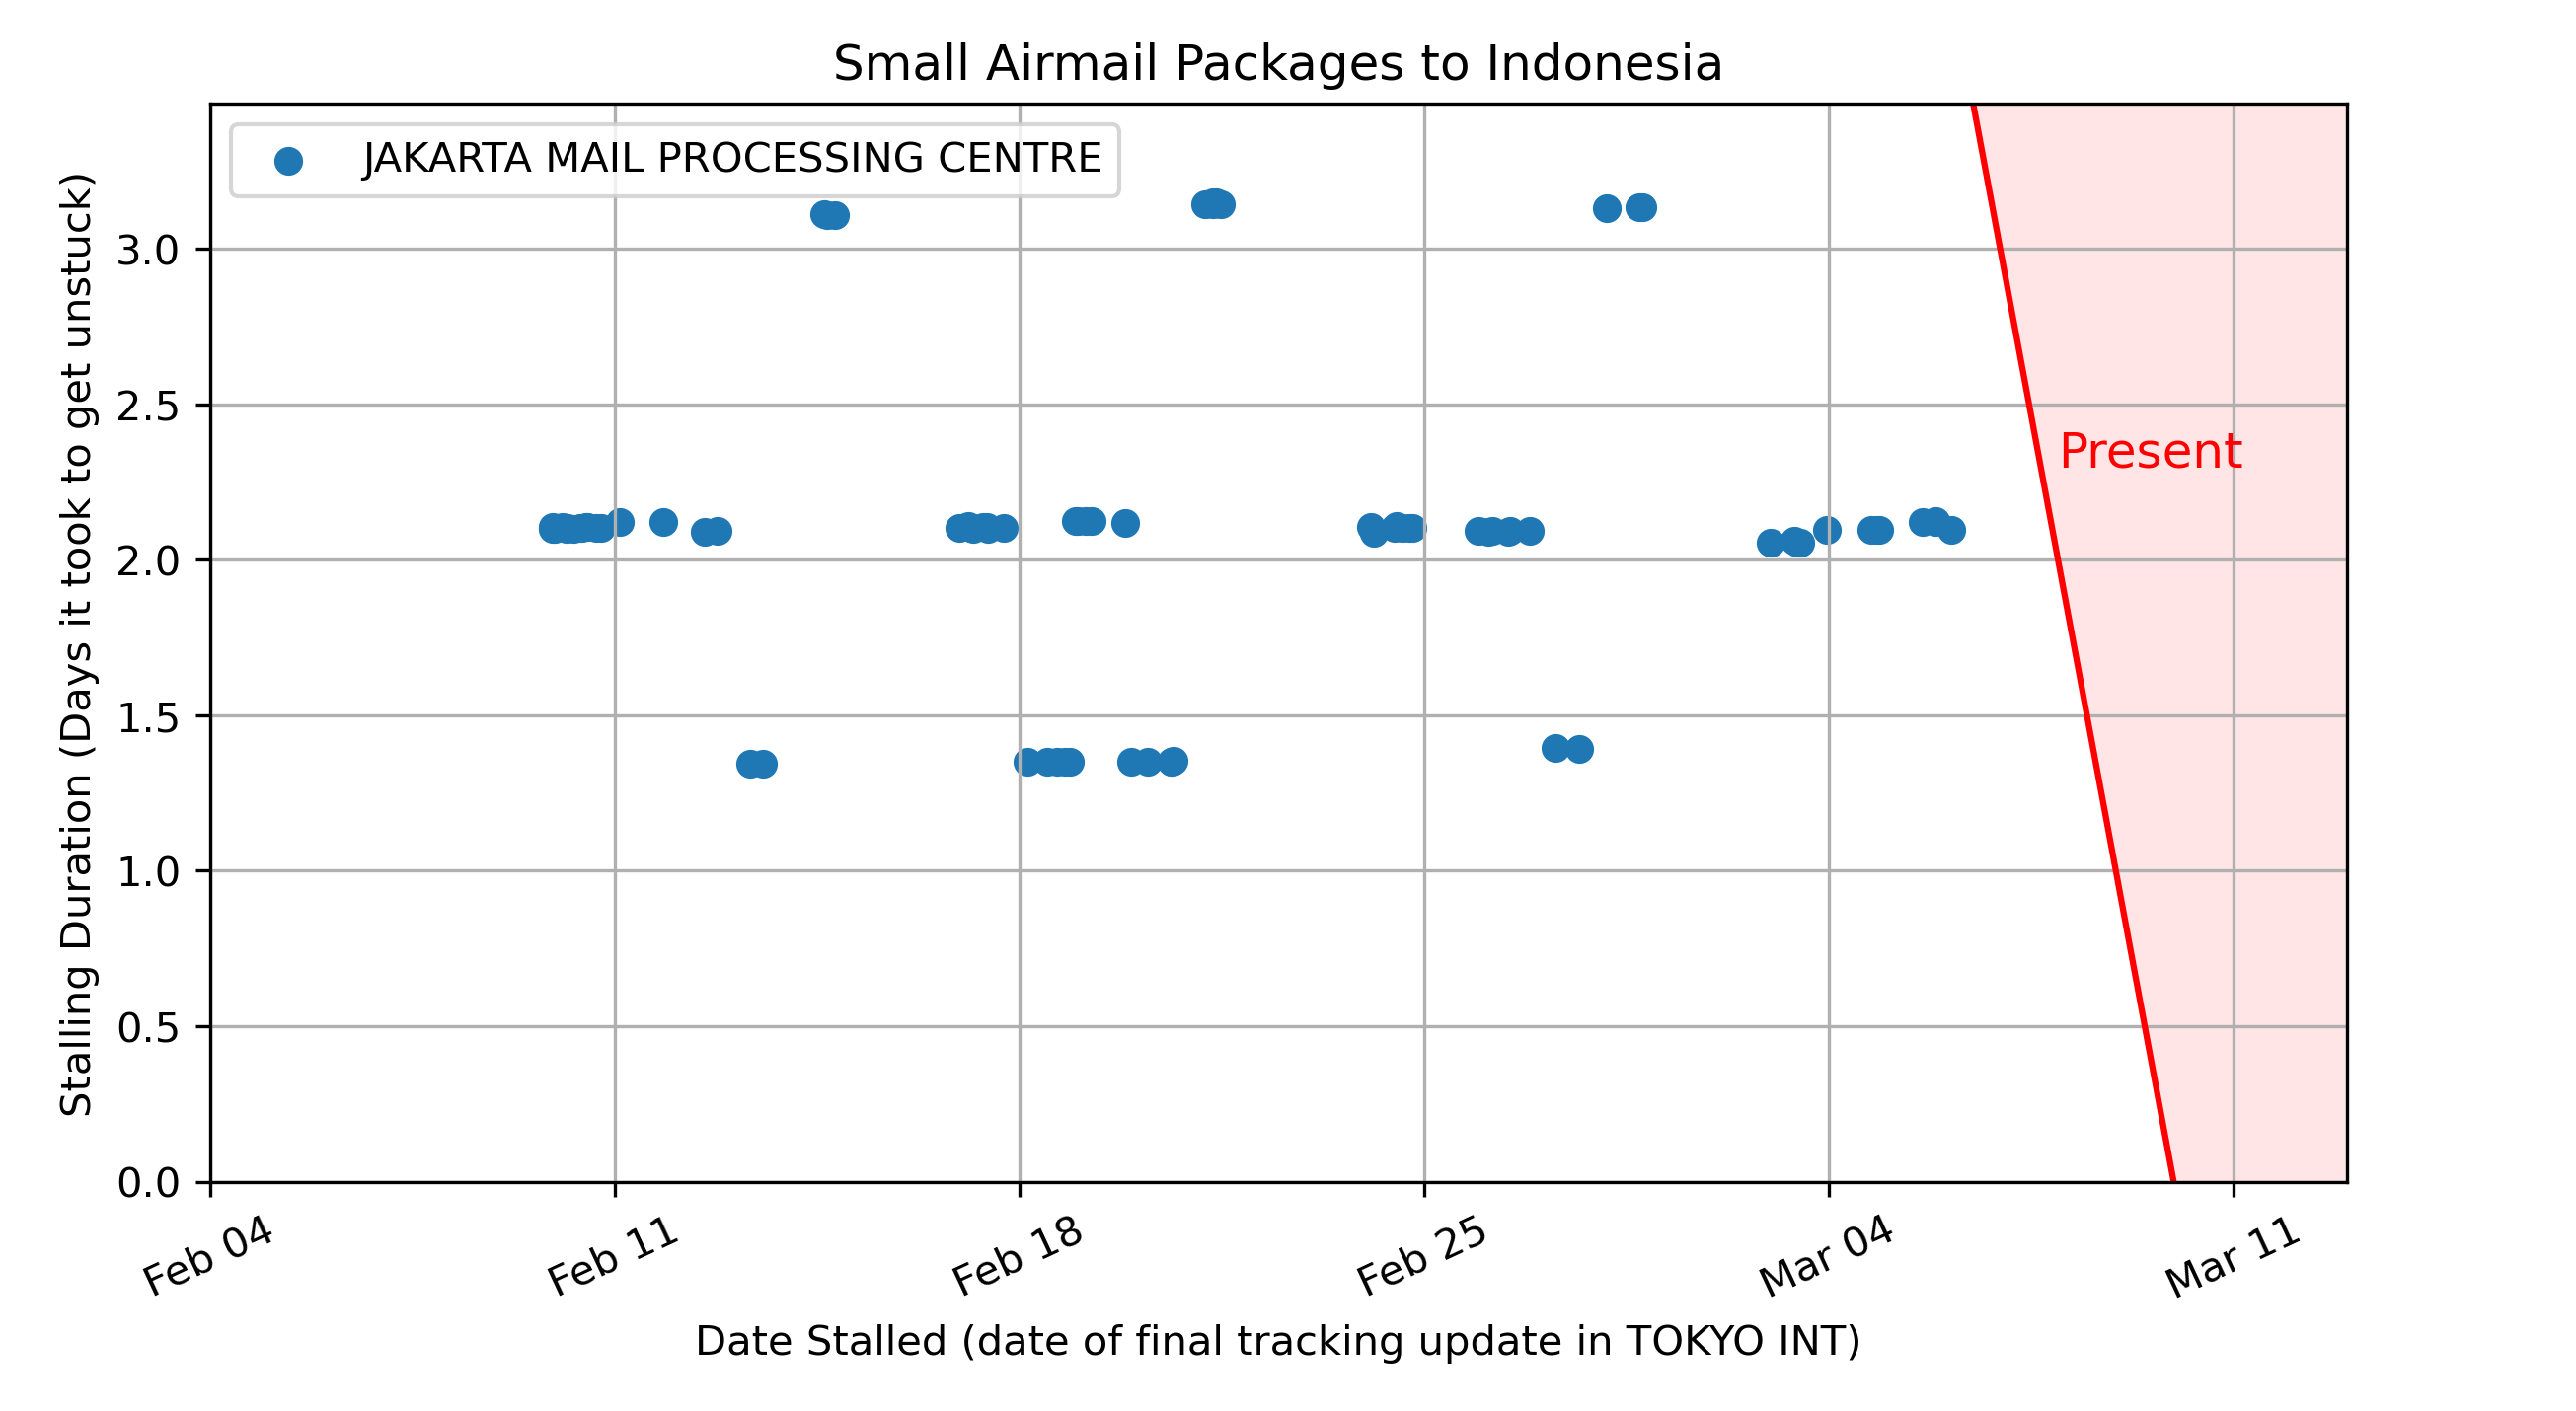 Small Airmail Packages to Indonesia
JAKARTA MAIL PROCESSING CENTRE
Stalling Duration (Days it took to get unstuck)
3.0
2.5
2.0
1.5
1.0
0.5
0.0
Present
Feb 04
Feb 11
Feb 18
Feb 25
Mar 04
Mar 11
Date Stalled (date of final tracking update in TOKYO INT)